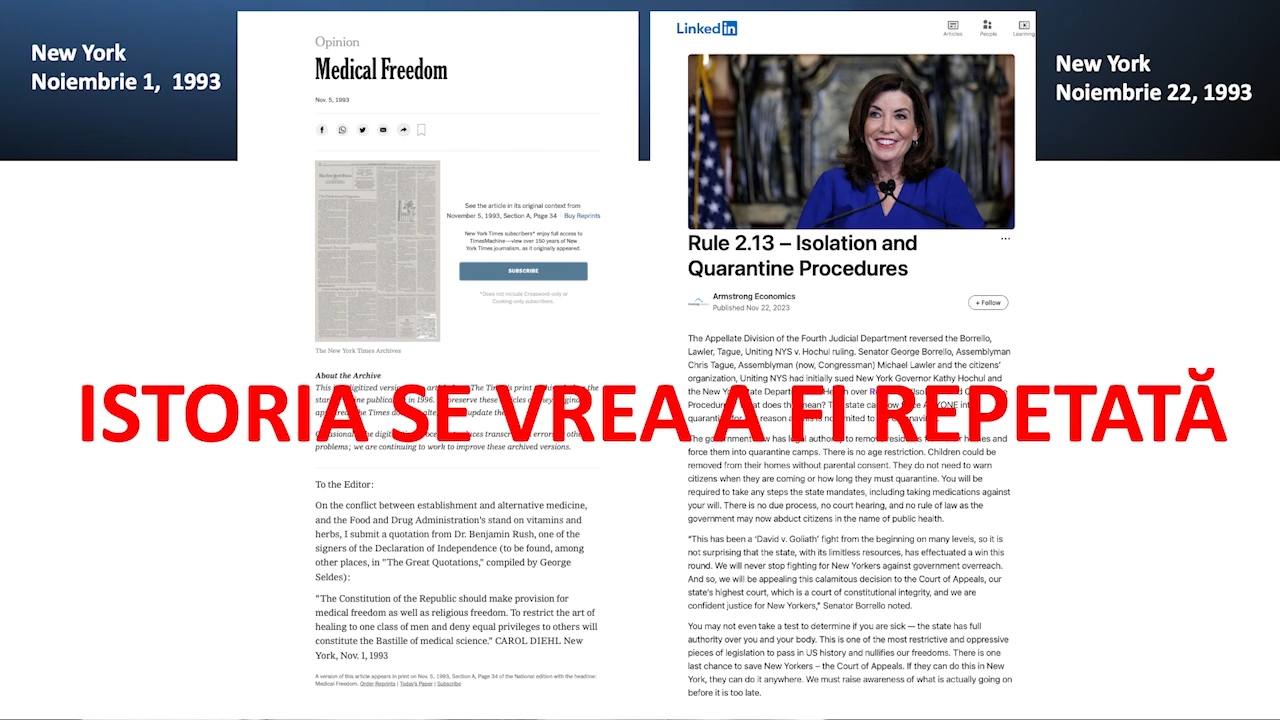 New York
Noiembrie 1, 1993
Opinion
Medical Freedom
Nov. 5, 1993
See the article in its original context from
November 5, 1993, Section A, Page 34 Buy Reprints
New York Times subscribers* enjoy full access to
TimesMachine—view over 150 years of New
York Times journalism, as it originally appeared.
SUBSCRIBE
*Does not include Crossword-only or
Cooking-only subscribers.
The New York Times Archives
About the Archive
This digitized version
problems; we are continuing to work to improve these archived versions.
To the Editor:
On the conflict between establishment and alternative medicine,
and the Food and Drug Administration's stand on vitamins and
herbs, I submit a quotation from Dr. Benjamin Rush, one of the
signers of the Declaration of Independence (to be found, among
other places, in "The Great Quotations," compiled by George
Seldes):
"The Constitution of the Republic should make provision for
medical freedom as well as religious freedom. To restrict the art of
healing to one class of men and deny equal privileges to others will
constitute the Bastille of medical science." CAROL DIEHL New
York, Nov. 1, 1993
A version of this article appears in print on Nov. 5, 1993, Section A, Page 34 of the National edition with the headline:
Medical Freedom. Order Reprints | Today's Paper | Subscribe
ISTORIA SE VREA A FI REPETATĂ
LinkedIn
Articles People Learning
New York
Noiembrie 22, 1993
Rule 2.13 – Isolation and
Quarantine Procedures
Armstrong Economics
Published Nov 22, 2023
+ Follow
The Appellate Division of the Fourth Judicial Department reversed the Borrello,
Lawler, Tague, Uniting NYS v. Hochul ruling. Senator George Borrello, Assemblyman
Chris Tague, Assemblyman (now, Congressman) Michael Lawler and the citizens'
organization, Uniting NYS had initially sued New York Governor Kathy Hochul and
the New York State Department Health over
The government now has legal authority to remove residents homes and
force them into quarantine camps. There is no age restriction. Children could be
removed from their homes without parental consent. They do not need to warn
citizens when they are coming or how long they must quarantine. You will be
required to take any steps the state mandates, including taking medications against
your will. There is no due process, no court hearing, and no rule of law as the
government may now abduct citizens in the name of public health.
"This has been a 'David v. Goliath' fight from the beginning on many levels, so it is
not surprising that the state, with its limitless resources, has effectuated a win this
round. We will never stop fighting for New Yorkers against government overreach.
And so, we will be appealing this calamitous decision to the Court of Appeals, our
state's highest court, which is a court of constitutional integrity, and we are
confident justice for New Yorkers," Senator Borrello noted.
You may not even take a test to determine if you are sick — the state has full
authority over you and your body. This is one of the most restrictive and oppressive
pieces of legislation to pass in US history and nullifies our freedoms. There is one
last chance to save New Yorkers – the Court of Appeals. If they can do this in New
York, they can do it anywhere. We must raise awareness of what is actually going on
before it is too late.